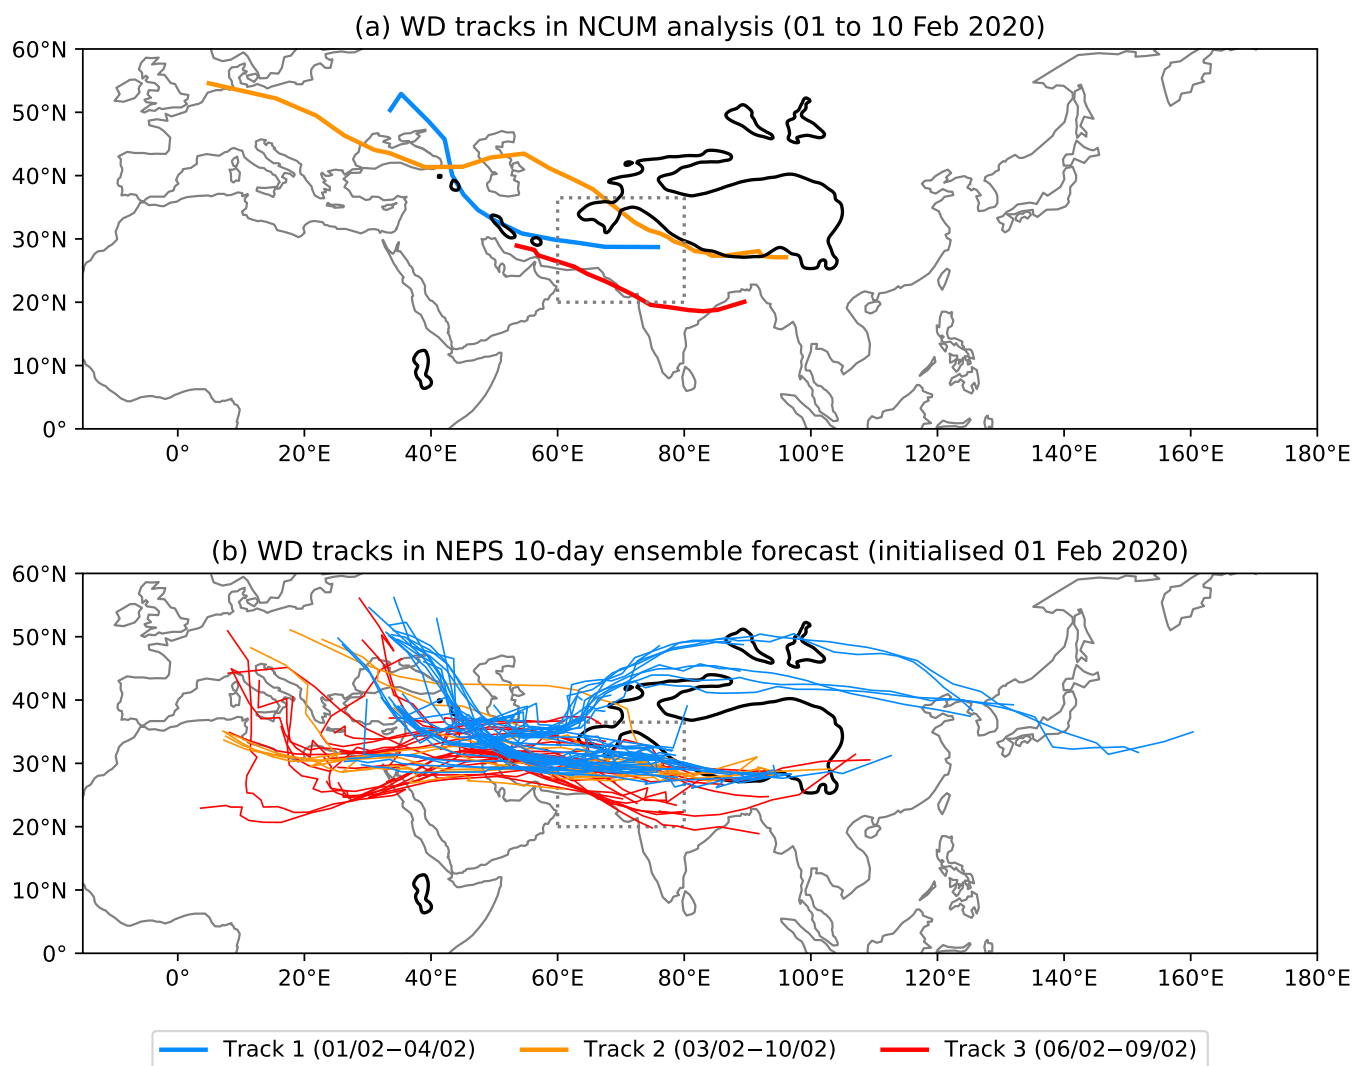 (a) WD tracks in NCUM analysis (01 to 10 Feb 2020)
60°N
50°N
40°N
30°N
20°N
10°N
0°
0° 20°E 40°E 60°E 80°E 100°E 120°E 140°E 160°E 180°E
(b) WD tracks in NEPS 10-day ensemble forecast (initialised 01 Feb 2020)
60°N
50°N
40°N
30°N
20°N
10°N
0°
0° 20°E 40°E 60°E 80°E 100°E 120°E 140°E 160°E 180°E
Track 1 (01/02−04/02) Track 2 (03/02−10/02) Track 3 (06/02−09/02)